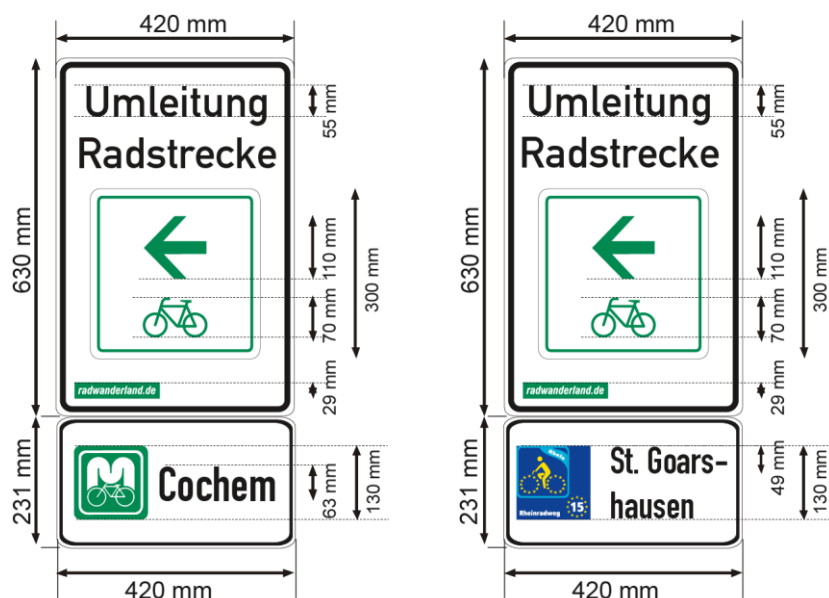 420 mm
Umleitung
Radstrecke
55 mm
630 mm
110 mm
300 mm
70 mm
29 mm
radwanderland.de
231 mm
M
Cochem
63 mm
130 mm
420 mm
420 mm
Umleitung
Radstrecke
55 mm
630 mm
110 mm
300 mm
70 mm
29 mm
radwanderland.de
231 mm
Rhein
Rheinradweg
15
St. Goars-
hausen
49 mm
130 mm
420 mm